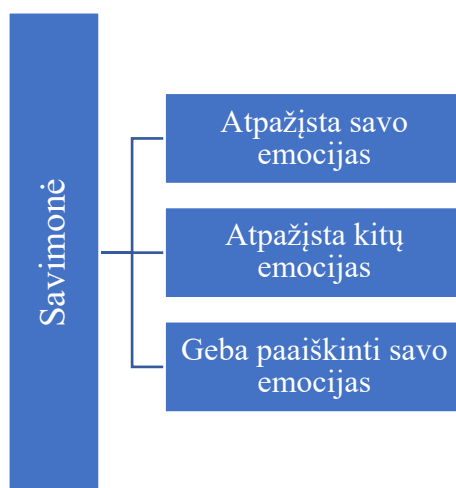 Savimonė
Atpažįsta savo
emocijas
Atpažįsta kitų
emocijas
Geba paaiškinti savo
emocijas